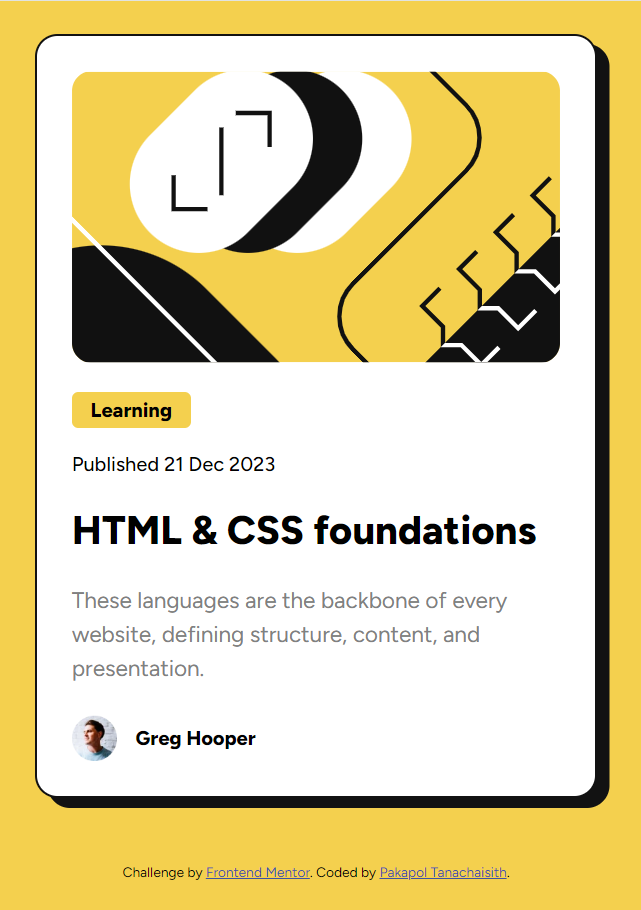 Learning
Published 21 Dec 2023
HTML & CSS foundations
These languages are the backbone of every
website, defining structure, content, and
presentation.
Greg Hooper
Challenge by Frontend Mentor. Coded by Pakapol Tanachaisith.